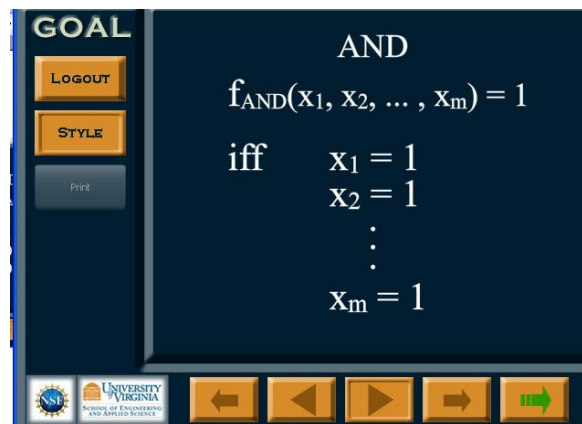 GOAL
LOGOUT
STYLE
Print
AND
fAND(x1, x2, ... , xm) = 1
iff x1 = 1
x2 = 1
⋮
xm = 1
NSF
UNIVERSITY
of VIRGINIA
SCHOOL OF ENGINEERING
AND APPLIED SCIENCE